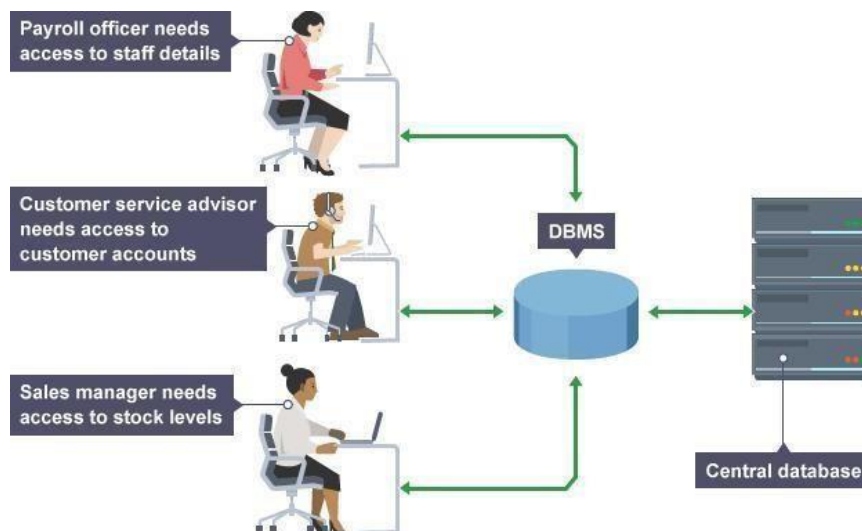 Payroll officer needs
access to staff details
Customer service advisor
needs access to
customer accounts
DBMS
Sales manager needs
access to stock levels
Central database